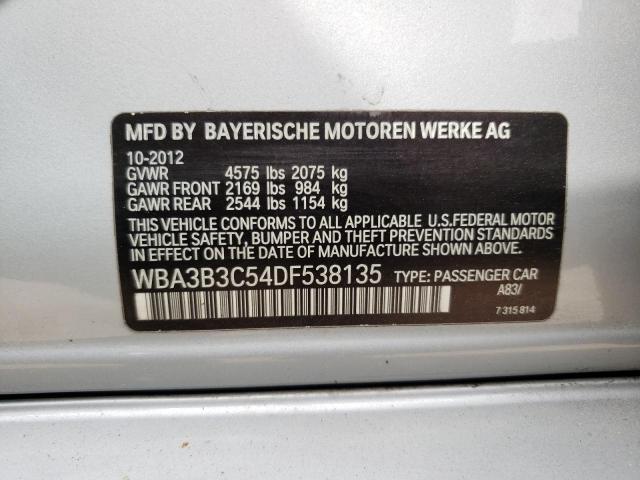 MFD BY BAYERISCHE MOTOREN WERKE AG
10-2012
GVWR 4575 lbs 2075 kg
GAWR FRONT 2169 lbs 984 kg
GAWR REAR 2544 lbs 1154 kg
THIS VEHICLE CONFORMS TO ALL APPLICABLE U.S.FEDERAL MOTOR
VEHICLE SAFETY, BUMPER AND THEFT PREVENTION STANDARDS
IN EFFECT ON THE DATE OF MANUFACTURE SHOWN ABOVE.
WBA3B3C54DF538135 TYPE: PASSENGER CAR
A83/
7 315 814